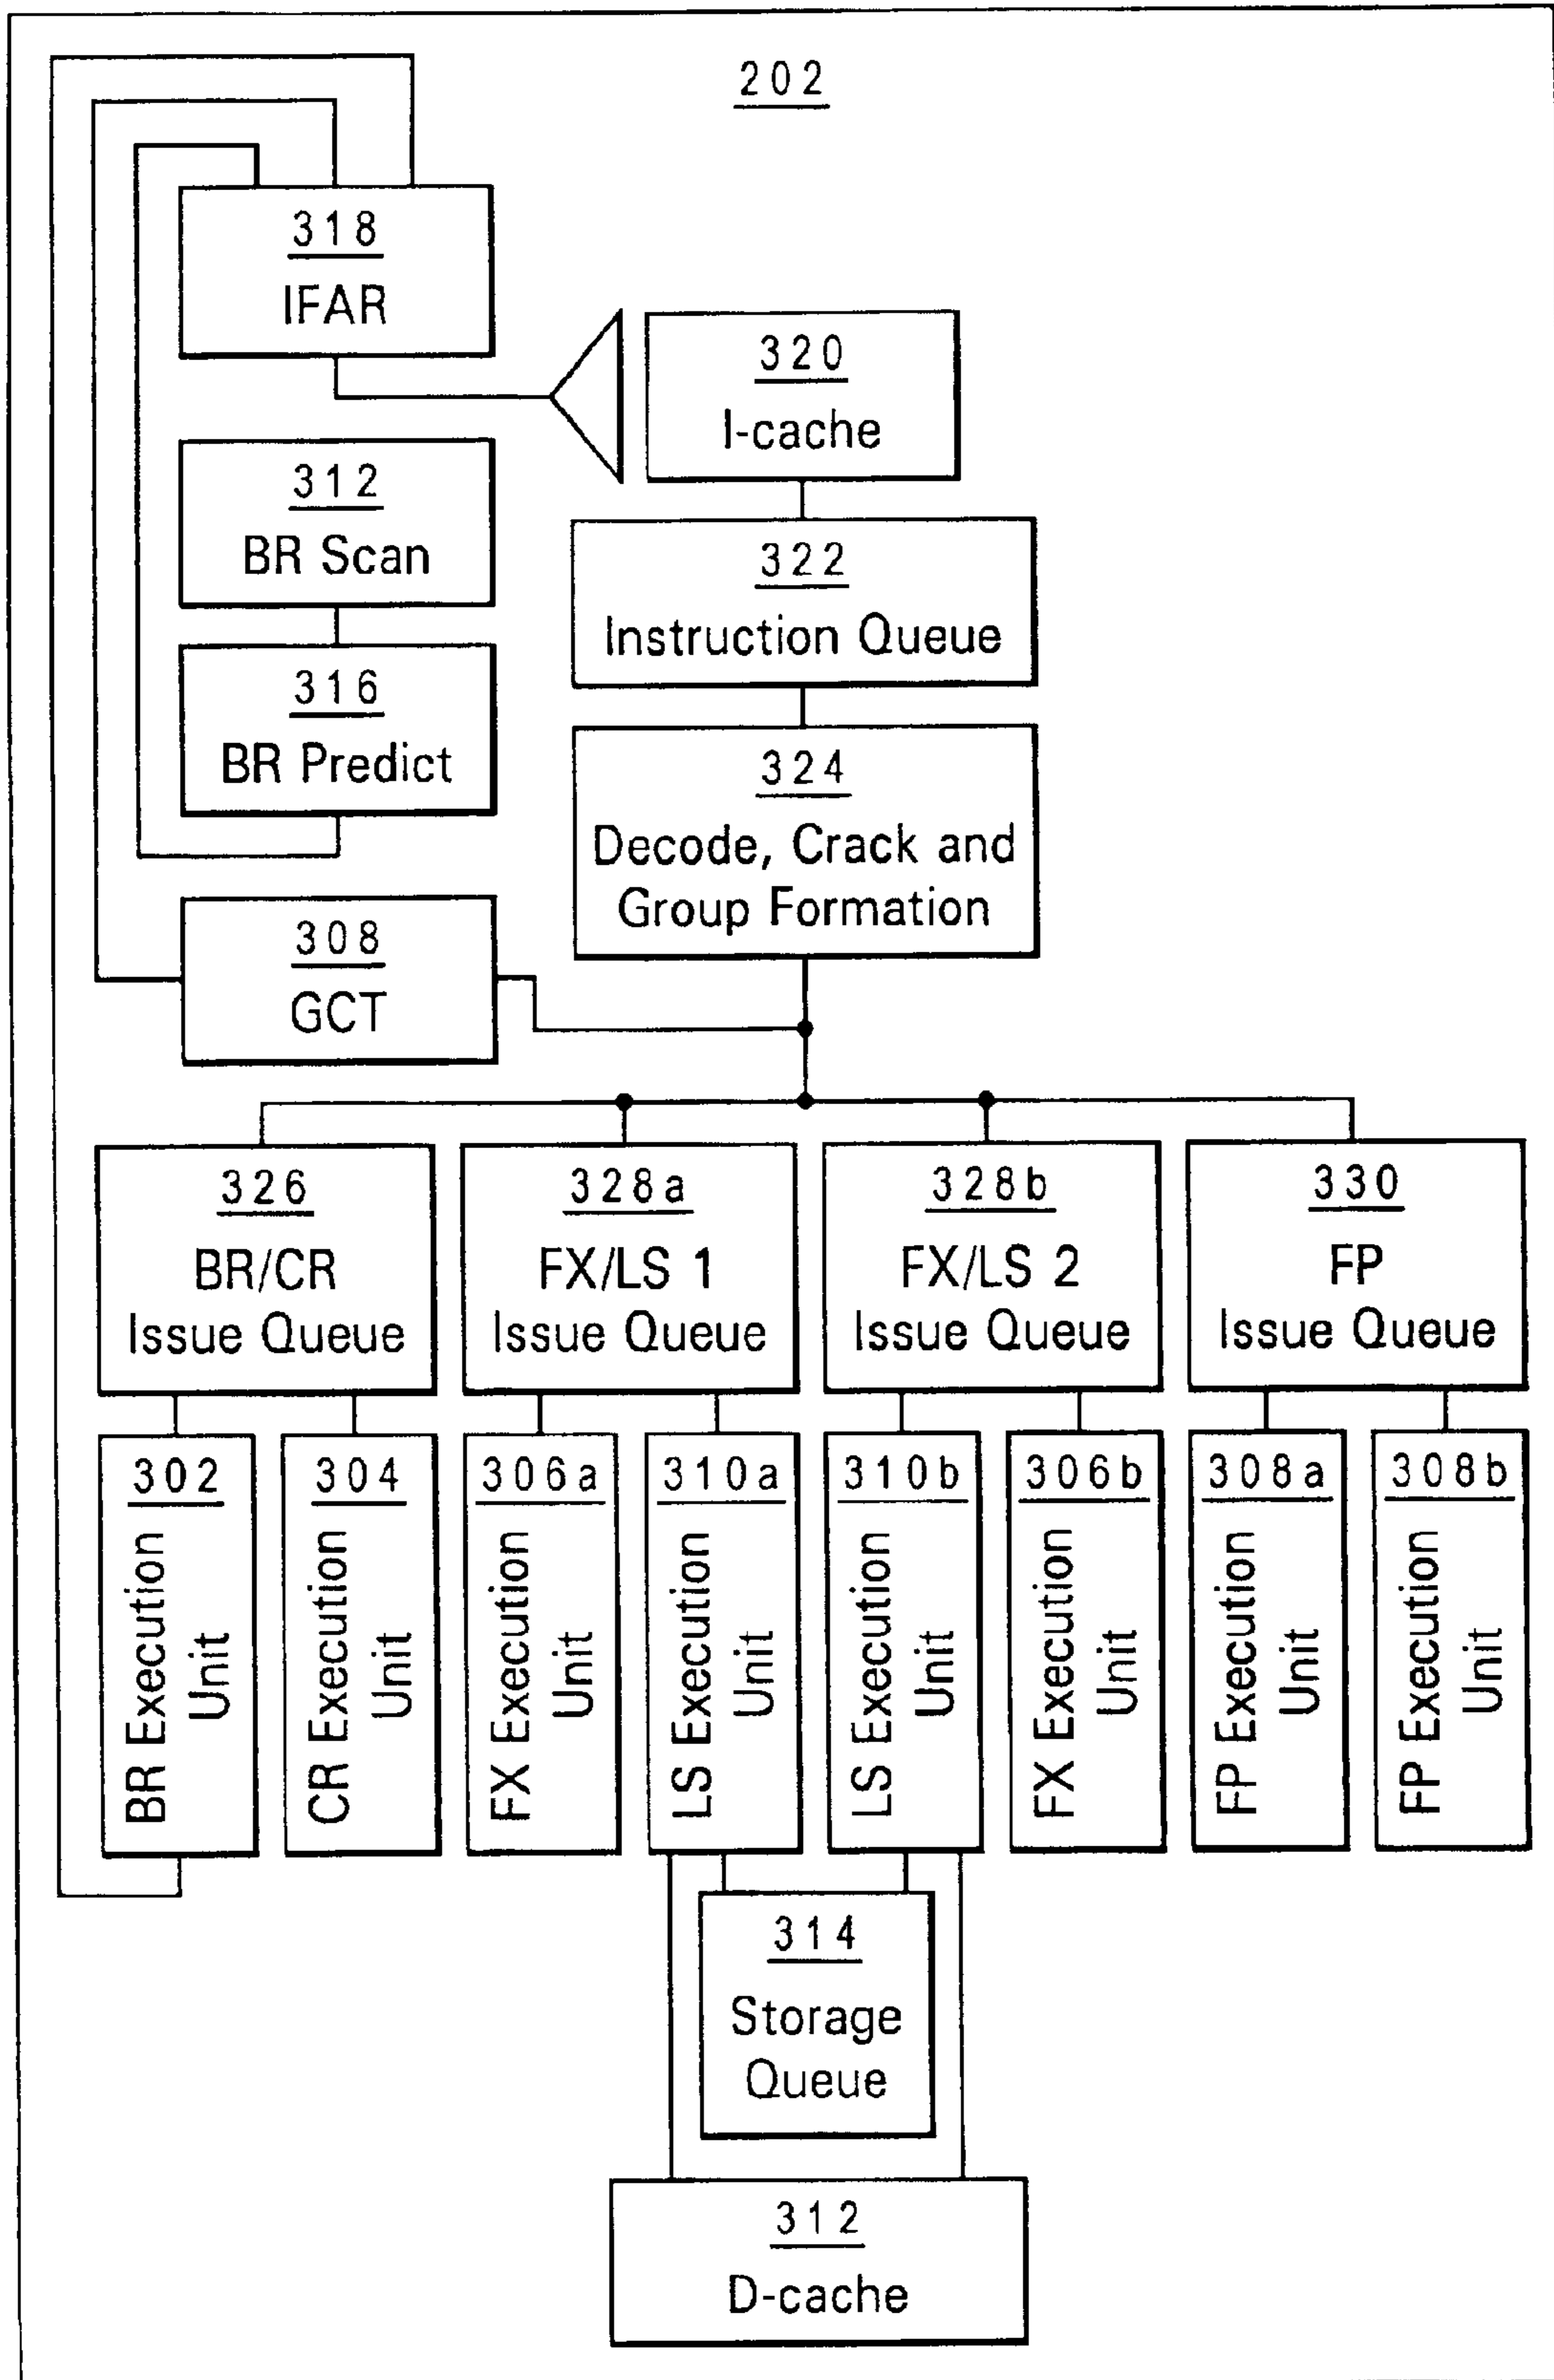 202
318
IFAR
320
I-cache
312
BR Scan
322
Instruction Queue
316
BR Predict
324
Decode, Crack and
Group Formation
308
GCT
326
BR/CR
Issue Queue
328a
FX/LS 1
Issue Queue
328b
FX/LS 2
Issue Queue
330
FP
Issue Queue
302
BR Execution
Unit
304
CR Execution
Unit
306a
FX Execution
Unit
310a
LS Execution
Unit
310b
LS Execution
Unit
306b
FX Execution
Unit
308a
FP Execution
Unit
308b
FP Execution
Unit
314
Storage
Queue
312
D-cache